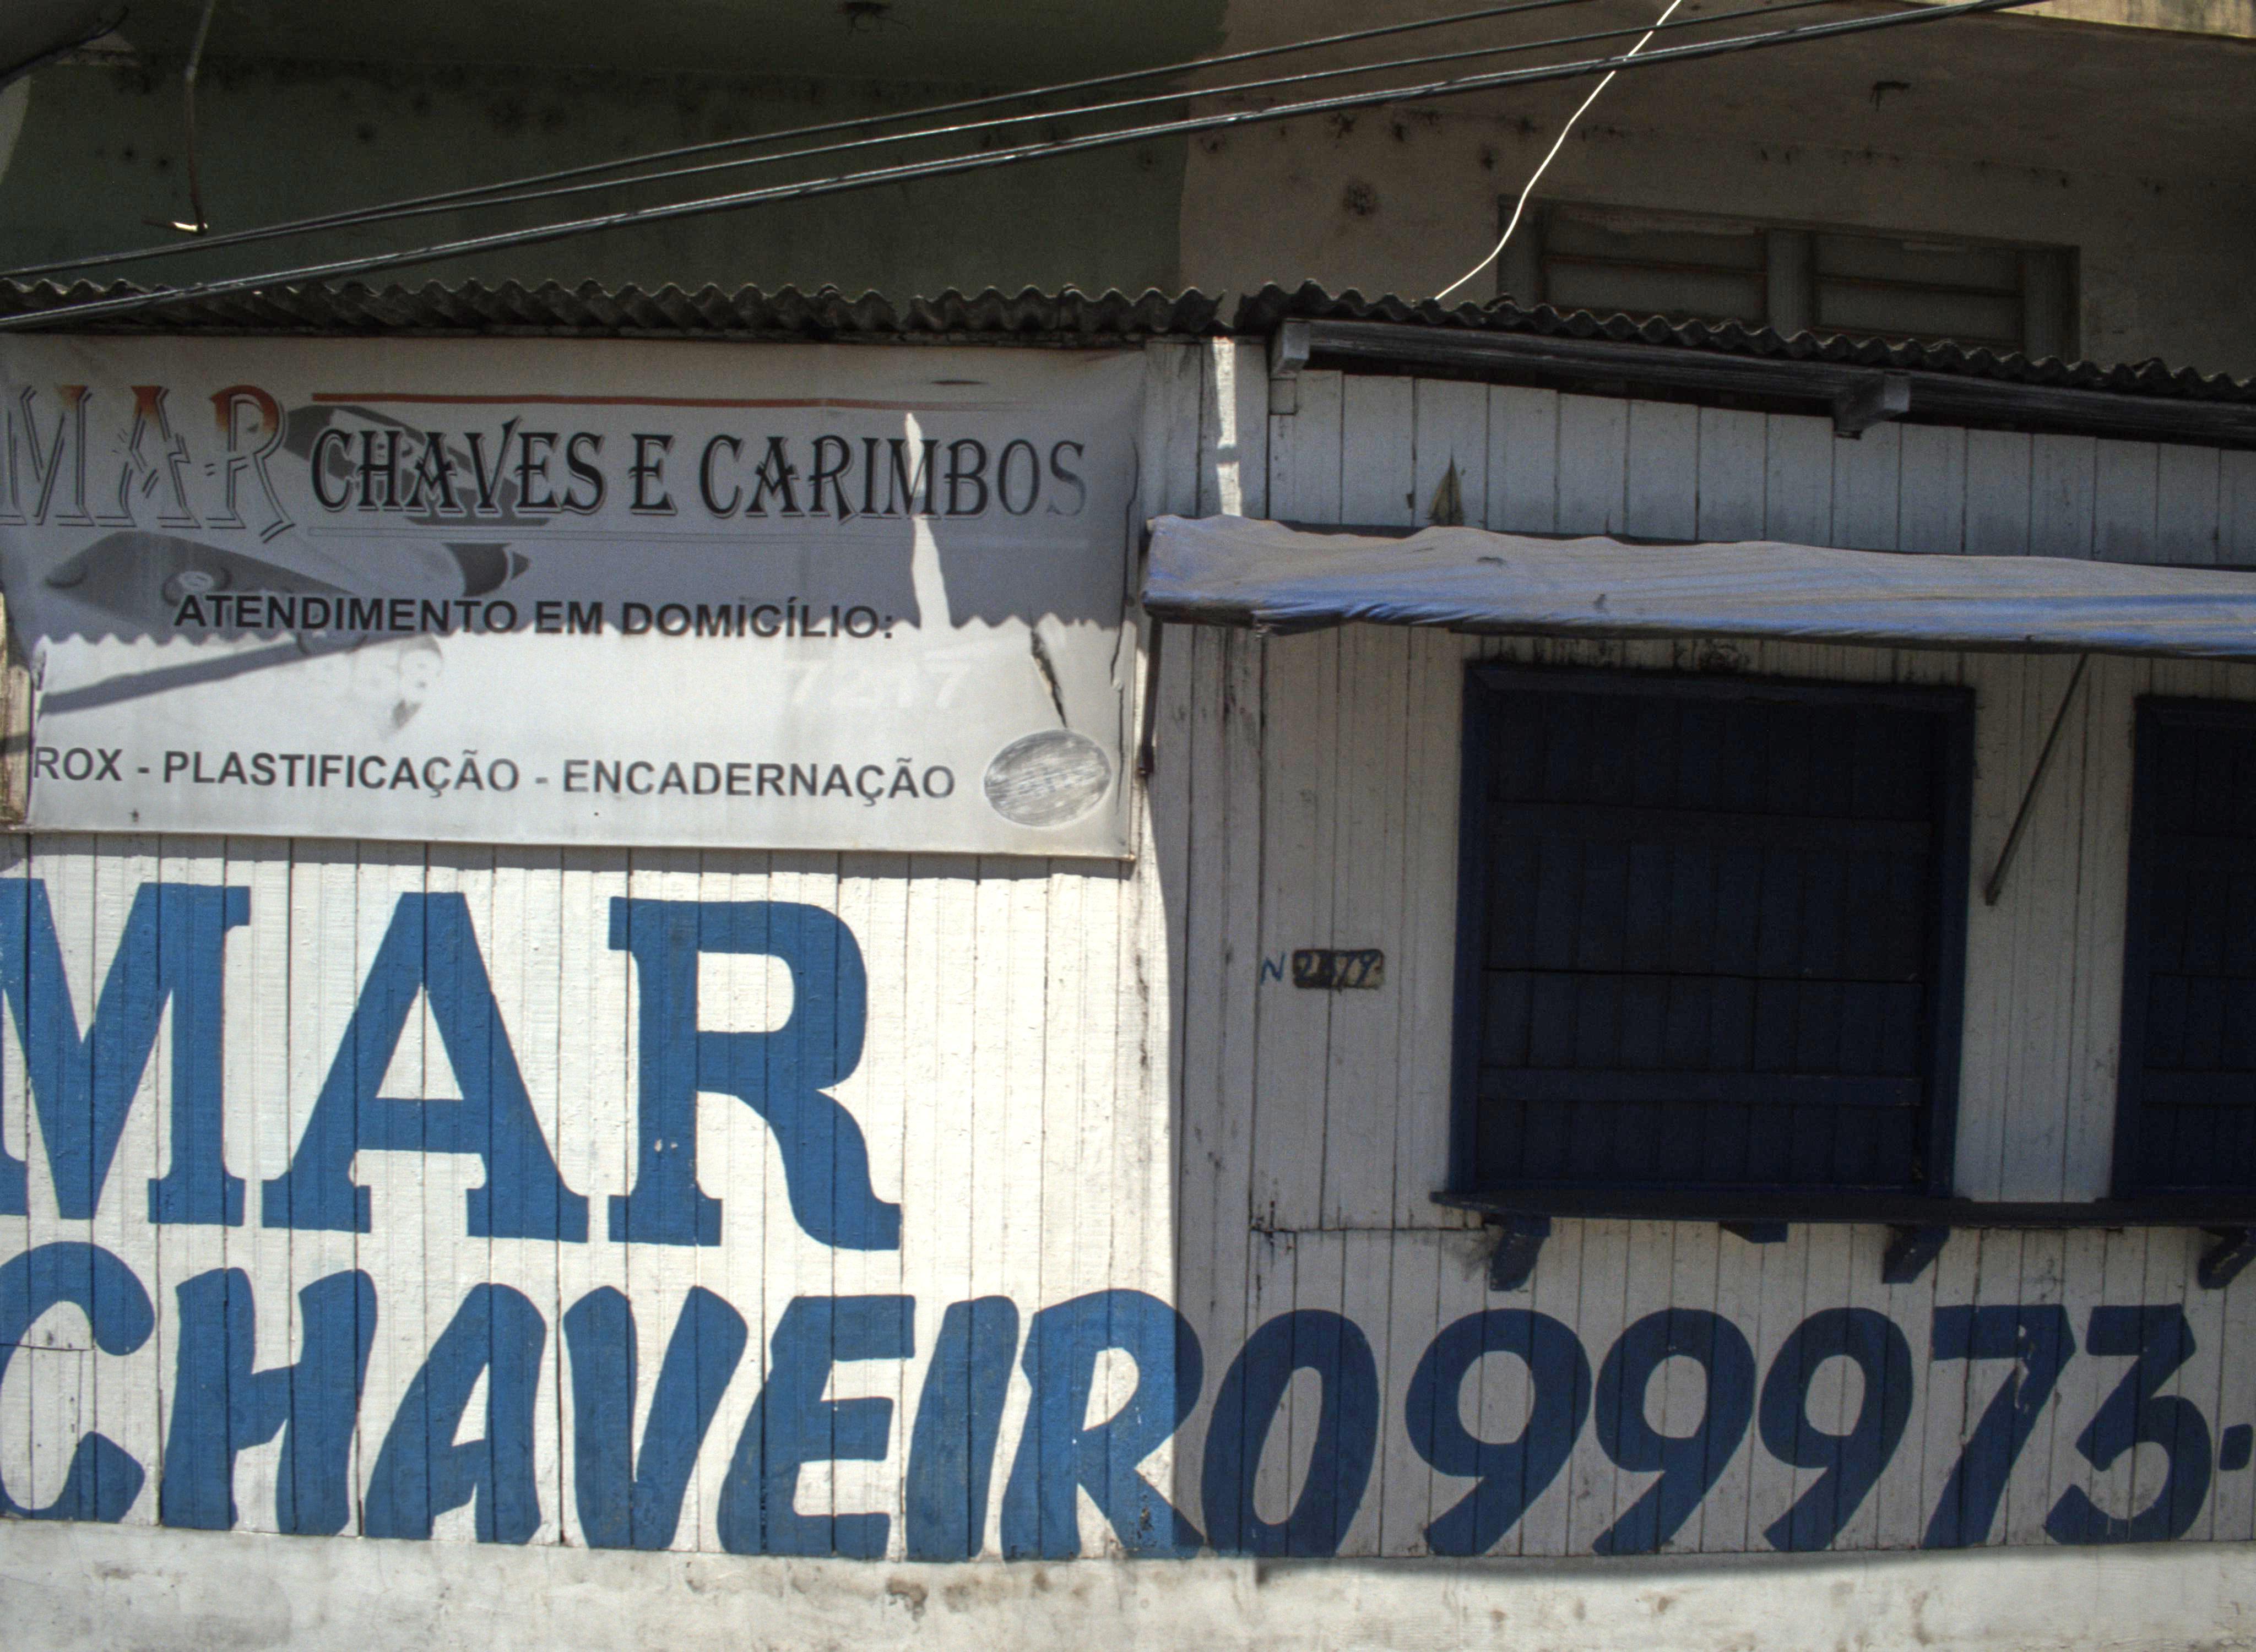 MAR CHAVES E CARIMBOS
ATENDIMENTO EM DOMICÍLIO:
ROX - PLASTIFICAÇÃO - ENCADERNAÇÃO
N
MAR
CHAVEIRO 99973.